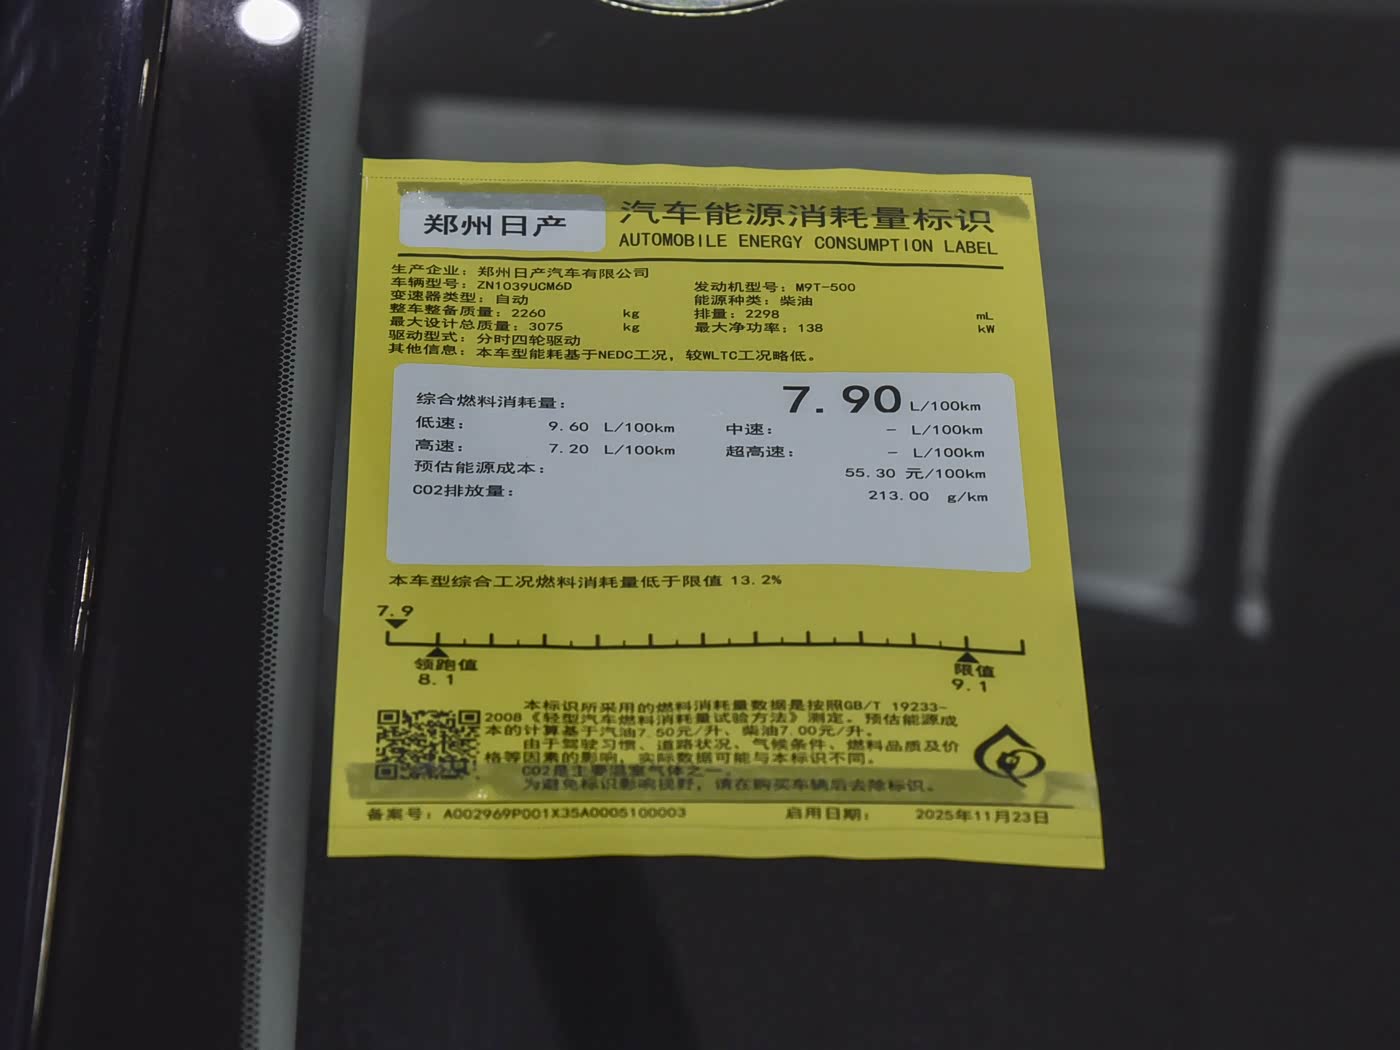 郑州日产
汽车能源消耗量标识
AUTOMOBILE ENERGY CONSUMPTION LABEL
生产企业：郑州日产汽车有限公司
车辆型号：ZN1039UCM6D 发动机型号：M9T-500
变速器类型：自动 能源种类：柴油
整车整备质量：2260 kg 排量：2298 mL
最大设计总质量：3075 kg 最大净功率：138 kW
驱动型式：分时四轮驱动
其他信息：本车型能耗基于NEDC工况，较WLTC工况略低。
综合燃料消耗量： 7.90 L/100km
低速： 9.60 L/100km 中速： - L/100km
高速： 7.20 L/100km 超高速： - L/100km
预估能源成本： 55.30 元/100km
CO2排放量： 213.00 g/km
本车型综合工况燃料消耗量低于限值 13.2%
7.9
领跑值 限值
8.1 9.1
本标识所采用的燃料消耗量数据是按照GB/T 19233-
2008《轻型汽车燃料消耗量试验方法》测定。预估能源成
本的计算基于汽油7.50元/升、柴油7.00元/升。
由于驾驶习惯、道路状况、气候条件、燃料品质及价
格等因素的影响，实际数据可能与本标识不同。
CO2是主要温室气体之一。
为避免标识影响视野，请在购买车辆后去除标识。
备案号：A002969P001X35A0005100003 启用日期： 2025年11月23日